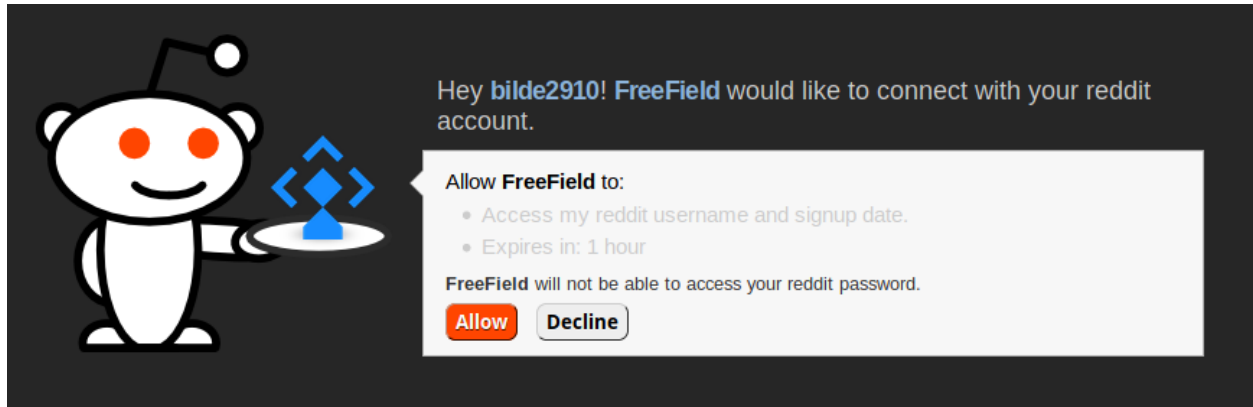 Hey bilde2910! FreeField would like to connect with your reddit
account.
Allow FreeField to:
Access my reddit username and signup date.
Expires in: 1 hour
FreeField will not be able to access your reddit password.
Allow Decline